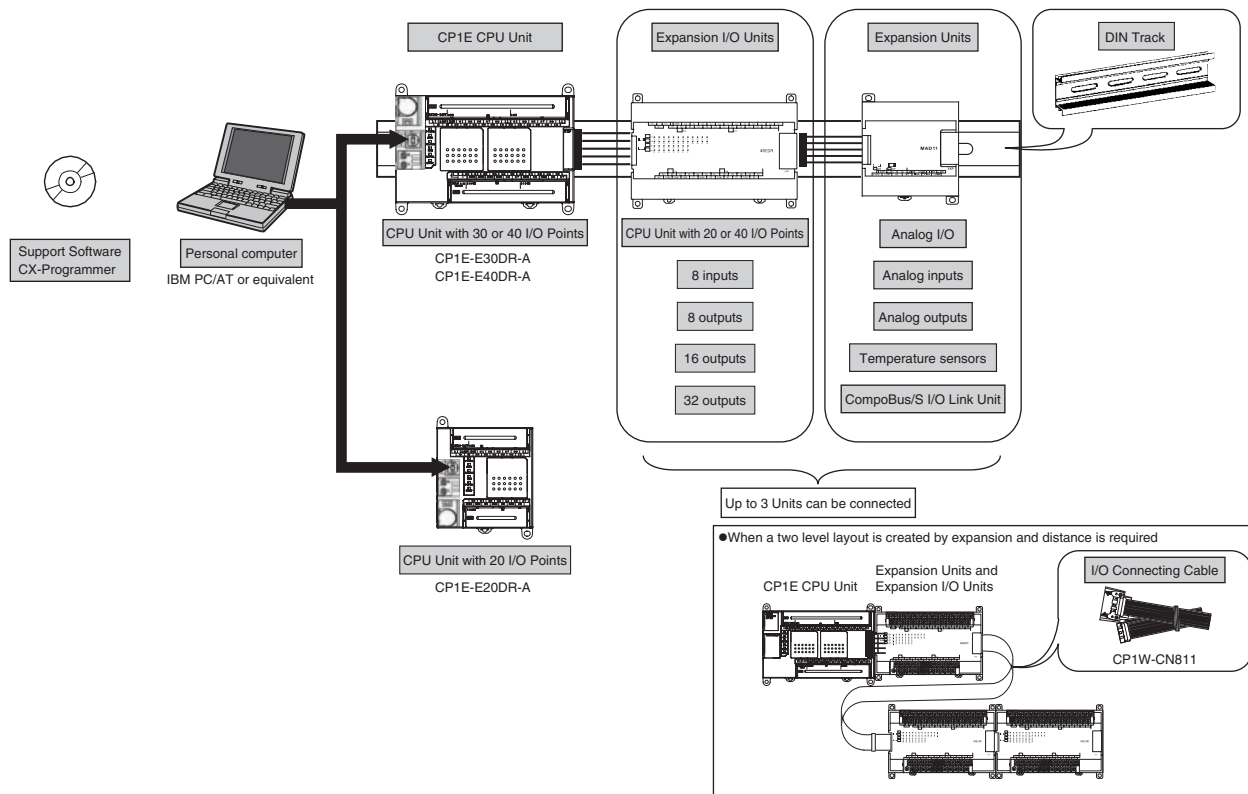 CP1E CPU Unit
Expansion I/O Units
Expansion Units
DIN Track
MAD11
Support Software
CX-Programmer
Personal computer
IBM PC/AT or equivalent
CPU Unit with 30 or 40 I/O Points
CP1E-E30DR-A
CP1E-E40DR-A
CPU Unit with 20 or 40 I/O Points
8 inputs
8 outputs
16 outputs
32 outputs
Analog I/O
Analog inputs
Analog outputs
Temperature sensors
CompoBus/S I/O Link Unit
Up to 3 Units can be connected
CPU Unit with 20 I/O Points
CP1E-E20DR-A
●When a two level layout is created by expansion and distance is required
CP1E CPU Unit
Expansion Units and
Expansion I/O Units
I/O Connecting Cable
CP1W-CN811